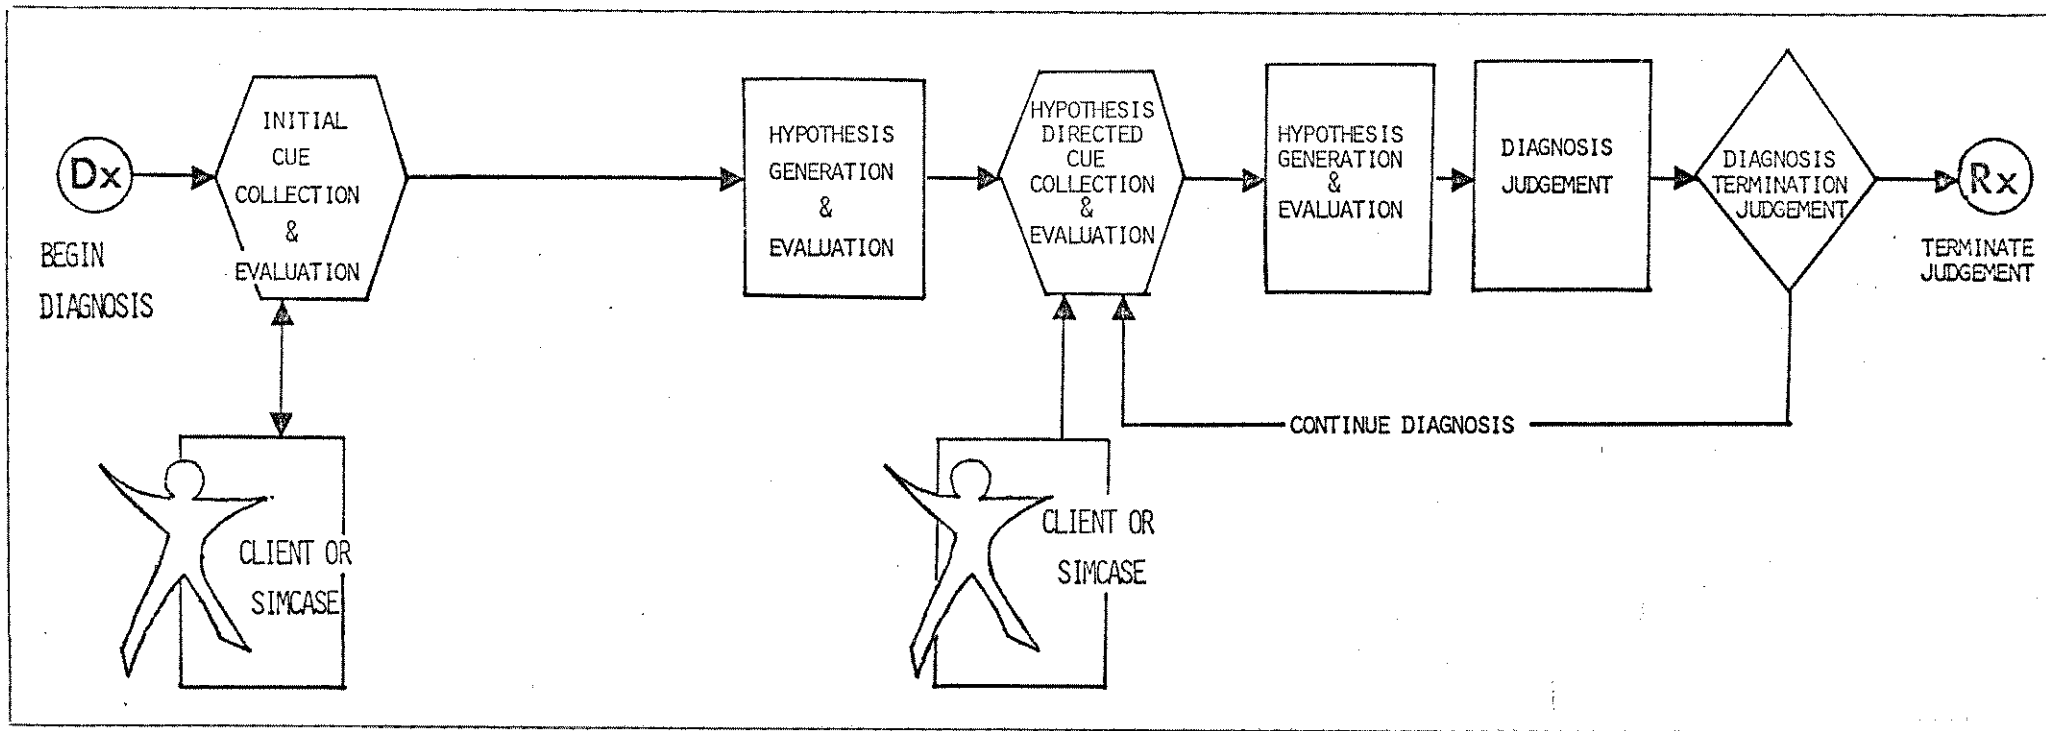 Dx
BEGIN
DIAGNOSIS
INITIAL
CUE
COLLECTION
&
EVALUATION
CLIENT OR
SIMCASE
HYPOTHESIS
GENERATION
&
EVALUATION
HYPOTHESIS
DIRECTED
CUE
COLLECTION
&
EVALUATION
CLIENT OR
SIMCASE
HYPOTHESIS
GENERATION
&
EVALUATION
DIAGNOSIS
JUDGEMENT
DIAGNOSIS
TERMINATION
JUDGEMENT
CONTINUE DIAGNOSIS
Rx
TERMINATE
JUDGEMENT